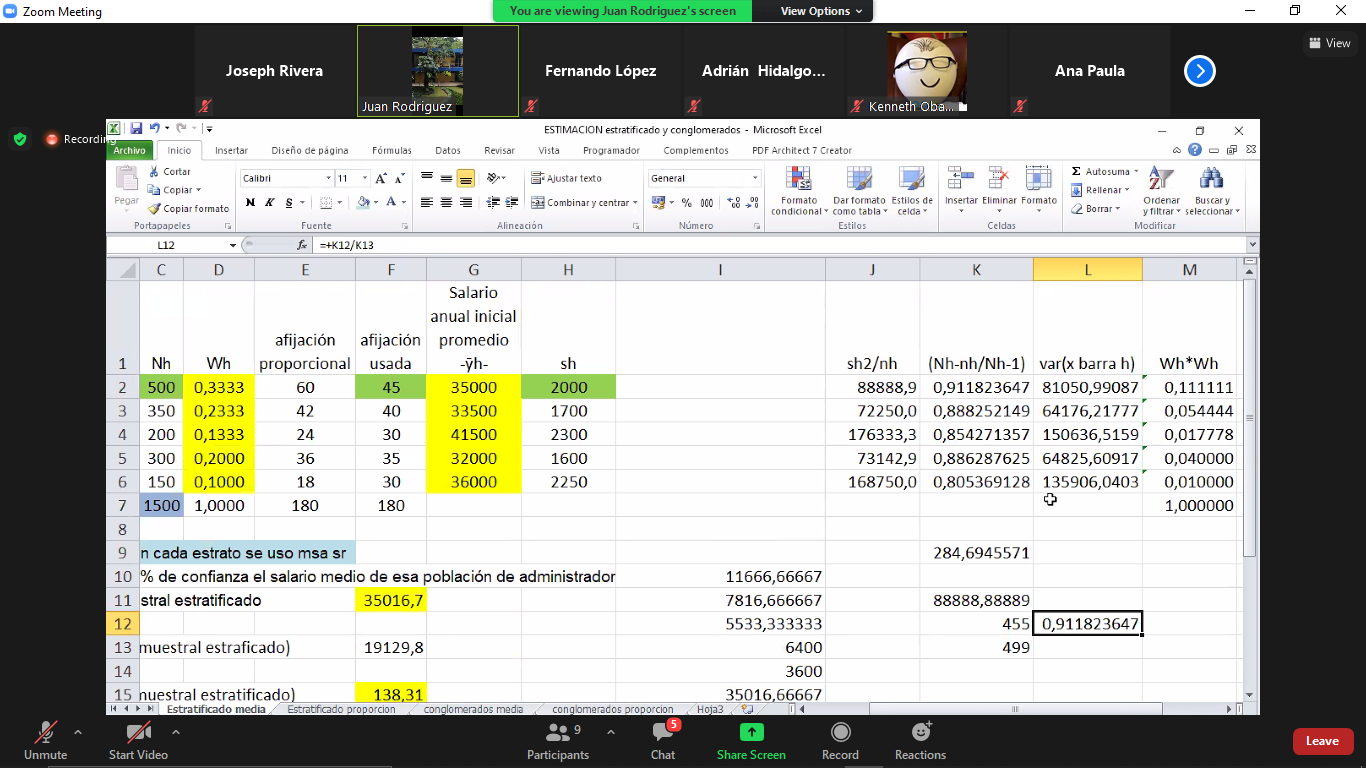 Zoom Meeting
You are viewing Juan Rodriguez's screen
View Options
Joseph Rivera
Juan Rodriguez
Fernando López
Adrián Hidalgo...
Kenneth Oba...
Ana Paula
View
Recording
ESTIMACION estratificado y conglomerados - Microsoft Excel
Archivo Inicio Insertar Diseño de página Fórmulas Datos Revisar Vista Programador Complementos PDF Architect 7 Creator
Pegar
Cortar
Copiar
Copiar formato
Portapapeles
Calibri 11
N K S
Fuente
Ajustar texto
Combinar y centrar
Alineación
General
% 000
Número
Formato condicional
Dar formato como tabla
Estilos de celda
Estilos
Insertar Eliminar Formato
Celdas
Σ Autosuma
Rellenar
Borrar
Ordenar y filtrar
Buscar y seleccionar
Modificar
L12 fx =+K12/K13
C D E F G H I J K L M
1 Nh Wh afijación proporcional afijación usada Salario anual inicial promedio -ȳh- sh sh2/nh (Nh-nh/Nh-1) var(x barra h) Wh*Wh
2 500 0,3333 60 45 35000 2000 88888,9 0,911823647 81050,99087 0,111111
3 350 0,2333 42 40 33500 1700 72250,0 0,888252149 64176,21777 0,054444
4 200 0,1333 24 30 41500 2300 176333,3 0,854271357 150636,5159 0,017778
5 300 0,2000 36 35 32000 1600 73142,9 0,886287625 64825,60917 0,040000
6 150 0,1000 18 30 36000 2250 168750,0 0,805369128 135906,0403 0,010000
7 1500 1,0000 180 180 1,000000
8
9 n cada estrato se uso msa sr 284,6945571
10 % de confianza el salario medio de esa población de administrador 11666,66667
11 stral estratificado 35016,7 7816,666667 88888,88889
12 5533,333333 455 0,911823647
13 muestral estraficado) 19129,8 6400 499
14 3600
15 nuestral estratificado) 138,31 35016,66667
Estratificado media Estratificado proporcion conglomerados media conglomerados proporcion Hoja3
Unmute
Start Video
Participants 9
Chat 5
Share Screen
Record
Reactions
Leave